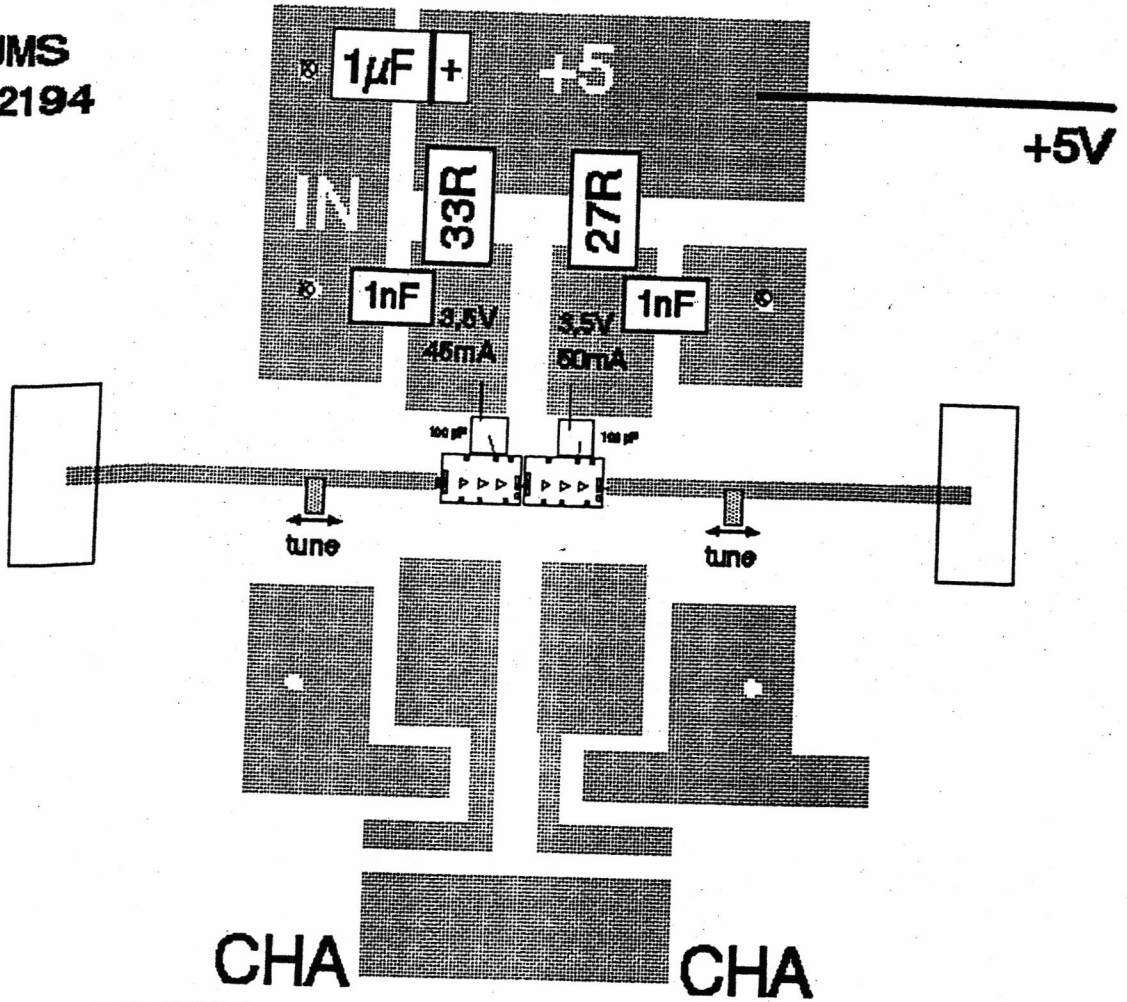 UMS
2194
1µF +
+5
+5V
IN
33R
27R
1nF
1nF
3,5V
45mA
3,5V
50mA
100 pF
100 pF
tune
tune
CHA
CHA